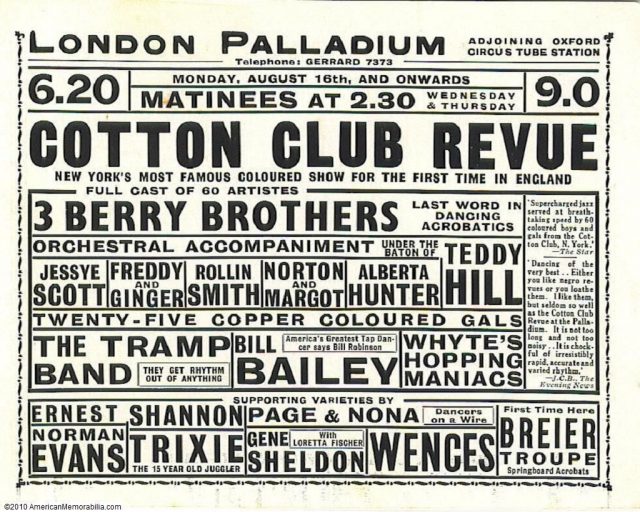 LONDON PALLADIUM
ADJOINING OXFORD
CIRCUS TUBE STATION
Telephone: GERRARD 7373
6.20
MONDAY, AUGUST 16th, AND ONWARDS
MATINEES AT 2.30
WEDNESDAY
& THURSDAY
9.0
COTTON CLUB REVUE
NEW YORK'S MOST FAMOUS COLOURED SHOW FOR THE FIRST TIME IN ENGLAND
FULL CAST OF 60 ARTISTES
3 BERRY BROTHERS
LAST WORD IN
DANCING
ACROBATICS
ORCHESTRAL ACCOMPANIMENT
UNDER THE
BATON OF
TEDDY
HILL
JESSYE
SCOTT
FREDDY
AND
GINGER
ROLLIN
SMITH
NORTON
AND
MARGOT
ALBERTA
HUNTER
TWENTY-FIVE COPPER COLOURED GALS
THE TRAMP
BAND
THEY GET RHYTHM
OUT OF ANYTHING
BILL
America's Greatest Tap Dan-
cer says Bill Robinson
BAILEY
WHYTE'S
HOPPING
MANIACS
'Supercharged jazz
served at breath-
taking speed by 60
coloured boys and
gals from the Cot-
ton Club, N. York.'
—The Star
'Dancing of the
very best . . Either
you like negro re-
vues or you loathe
them. I like them,
but seldom so well
as the Cotton Club
Revue at the Palla-
dium. It is not too
long and not too
noisy . . It is chock-
ful of irresistibly
rapid, accurate and
varied rhythm.'
—J.C.B., The
Evening News
SUPPORTING VARIETIES BY
ERNEST SHANNON
PAGE & NONA
Dancers
on a Wire
First Time Here
BREIER
TROUPE
Springboard Acrobats
NORMAN
EVANS
TRIXIE
THE 15 YEAR OLD JUGGLER
GENE
With
LORETTA FISCHER
SHELDON
WENCES
©2010 AmericanMemorabilia.com